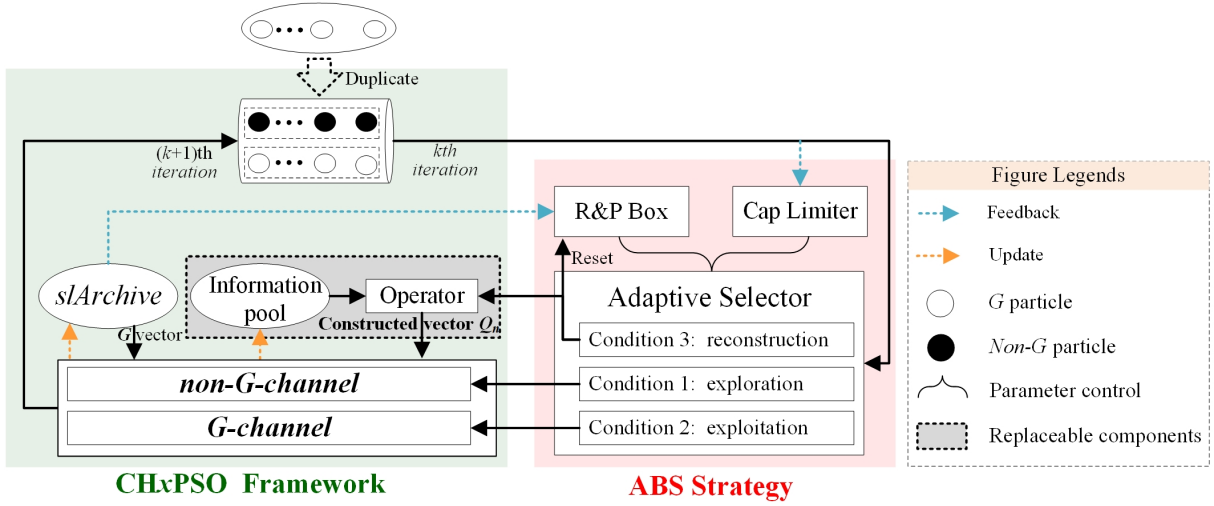 Duplicate
(k+1)th
iteration
kth
iteration
R&P Box
Cap Limiter
Reset
slArchive
Information
pool
Operator
Constructed vector Qn
G vector
non-G-channel
G-channel
Adaptive Selector
Condition 3: reconstruction
Condition 1: exploration
Condition 2: exploitation
CHxPSO Framework
ABS Strategy
Figure Legends
Feedback
Update
G particle
Non-G particle
Parameter control
Replaceable components